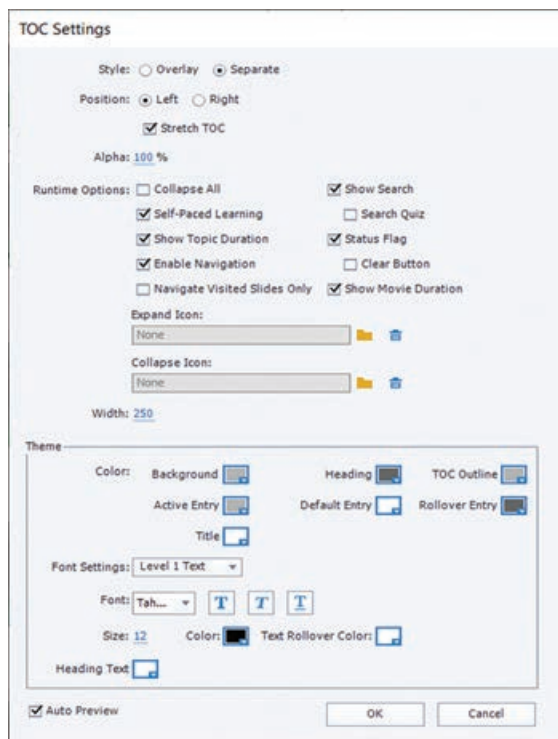 TOC Settings
Style: Overlay Separate
Position: Left Right
Stretch TOC
Alpha: 100 %
Runtime Options: Collapse All Show Search
Self-Paced Learning Search Quiz
Show Topic Duration Status Flag
Enable Navigation Clear Button
Navigate Visited Slides Only Show Movie Duration
Expand Icon:
None
Collapse Icon:
None
Width: 250
Theme
Color: Background Heading TOC Outline
Active Entry Default Entry Rollover Entry
Title
Font Settings: Level 1 Text
Font: Tah... T T T
Size: 12 Color: Text Rollover Color:
Heading Text
Auto Preview OK Cancel